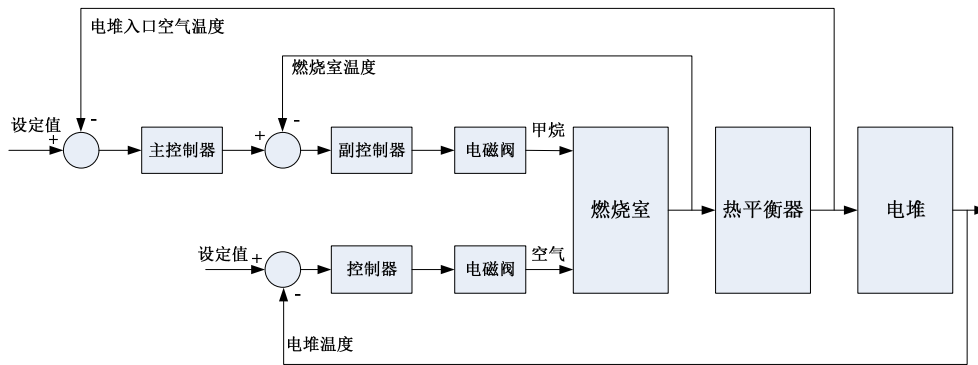 电堆入口空气温度
燃烧室温度
设定值
+
-
主控制器
+
-
副控制器
电磁阀
甲烷
燃烧室
热平衡器
电堆
设定值
+
-
控制器
电磁阀
空气
电堆温度